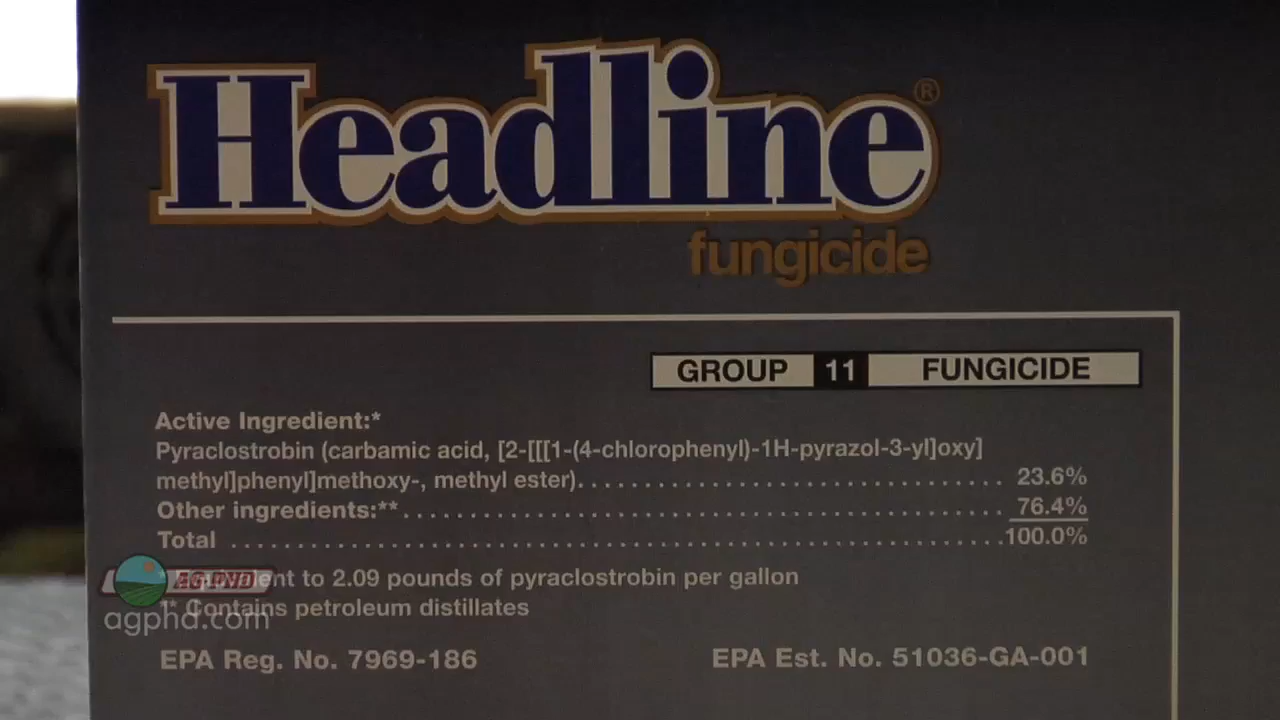 Headline®
fungicide
GROUP 11 FUNGICIDE
Active Ingredient:*
Pyraclostrobin (carbamic acid, [2-[[[1-(4-chlorophenyl)-1H-pyrazol-3-yl]oxy]
methyl]phenyl]methoxy-, methyl ester)........................................ 23.6%
Other ingredients:**........................................................ 76.4%
Total .....................................................................100.0%
to 2.09 pounds of pyraclostrobin per gallon
** Contains petroleum distillates
AG PHD
agphd.com
EPA Reg. No. 7969-186 EPA Est. No. 51036-GA-001